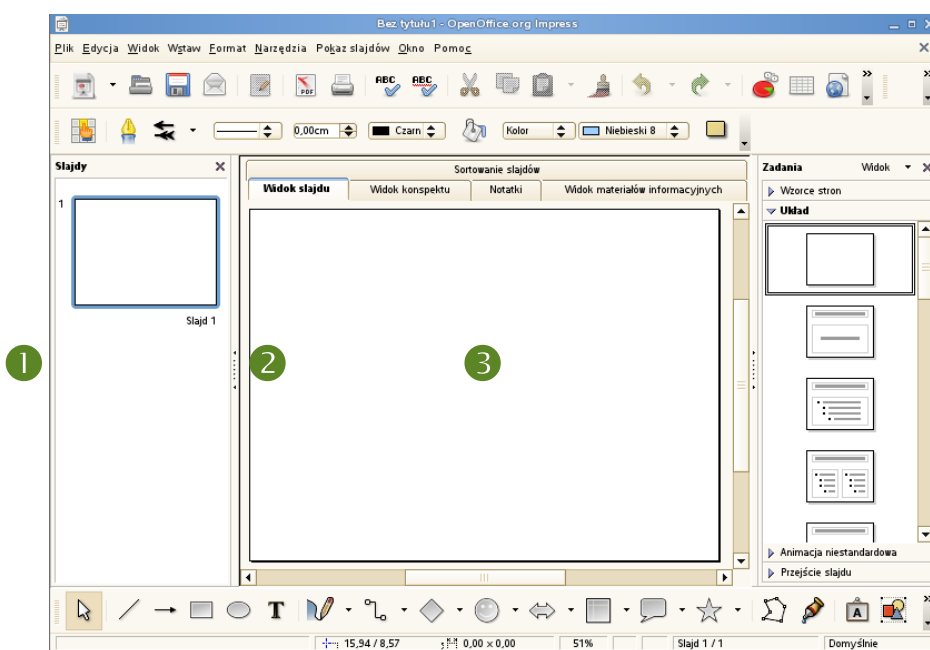 Bez tytułu1 - OpenOffice.org Impress
Plik Edycja Widok Wstaw Format Narzędzia Pokaz slajdów Okno Pomoc
PDF ABC ABC
0,00cm Czarn Kolor Niebieski 8
Slajdy
1
Slajd 1
Sortowanie slajdów
Widok slajdu Widok konspektu Notatki Widok materiałów informacyjnych
Zadania Widok
Wzorce stron
Układ
1 2 3
Animacja niestandardowa
Przejście slajdu
T A
15,94 / 8,57 0,00 x 0,00 51% Slajd 1 / 1 Domyślnie